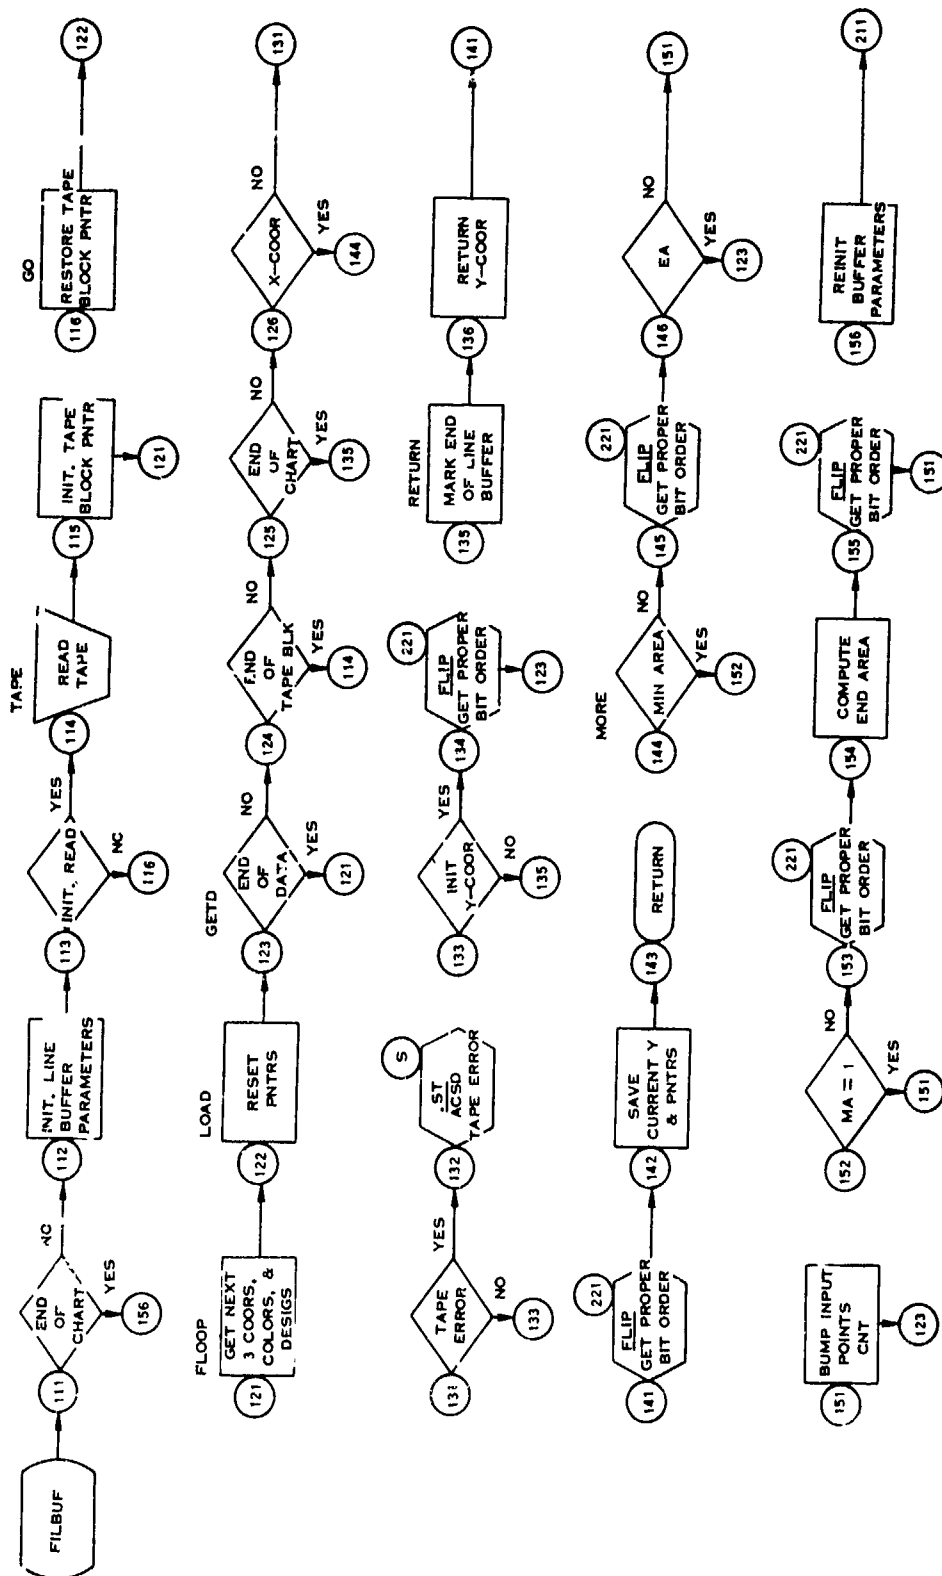 FILBUF
111
END
OF
CHART
NC
YES
156
112
INIT. LINE
BUFFER
PARAMETERS
113
INIT. READ
YES
NC
116
TAPE
114
READ
TAPE
115
INIT. TAPE
BLOCK PNTR
121
GO
116
RESTORE TAPE
BLOCK PNTR
122
FLOOP
121
GET NEXT
3 COORS,
COLORS, &
DESIGS
LOAD
122
RESET
PNTRS
GETD
123
END
OF
DATA
NO
YES
121
124
END
OF
TAPE BLK
NO
YES
114
125
END
OF
CHART
NO
YES
135
126
X-COOR
NO
YES
144
131
131
TAPE
ERROR
YES
NO
133
132
S
.ST
ACSD
TAPE ERROR
133
INIT
Y-COOR
YES
NO
135
134
221
FLIP
GET PROPER
BIT ORDER
123
RETURN
135
MARK END
OF LINE
BUFFER
136
RETURN
Y-COOR
141
141
221
FLIP
GET PROPER
BIT ORDER
142
SAVE
CURRENT Y
& PNTRS
143
RETURN
MORE
144
MIN AREA
NO
YES
152
145
221
FLIP
GET PROPER
BIT ORDER
146
EA
NO
YES
123
151
151
BUMP INPUT
POINTS
CNT
123
152
MA = 1
NO
YES
151
153
221
FLIP
GET PROPER
BIT ORDER
154
COMPUTE
END AREA
155
221
FLIP
GET PROPER
BIT ORDER
151
156
REINIT
BUFFER
PARAMETERS
211